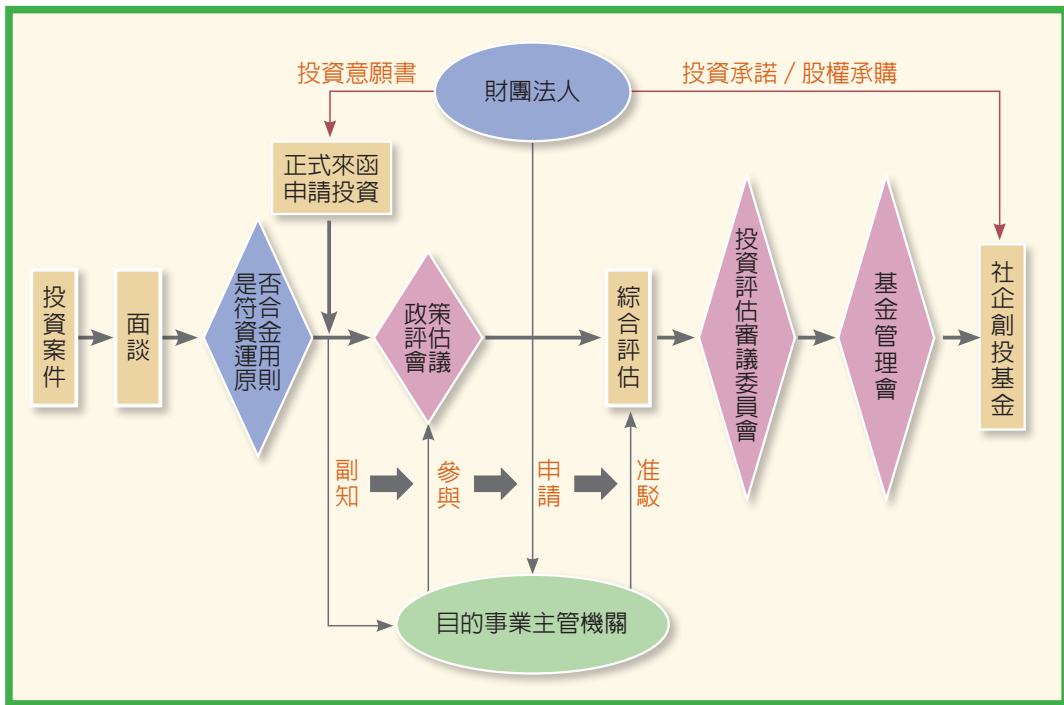 投資意願書
財團法人
投資承諾 / 股權承購
正式來函
申請投資
投資案件
面談
是否符合資金運用原則
政策評估會議
綜合評估
投資評估審議委員會
基金管理會
社企創投基金
副知
參與
申請
准駁
目的事業主管機關